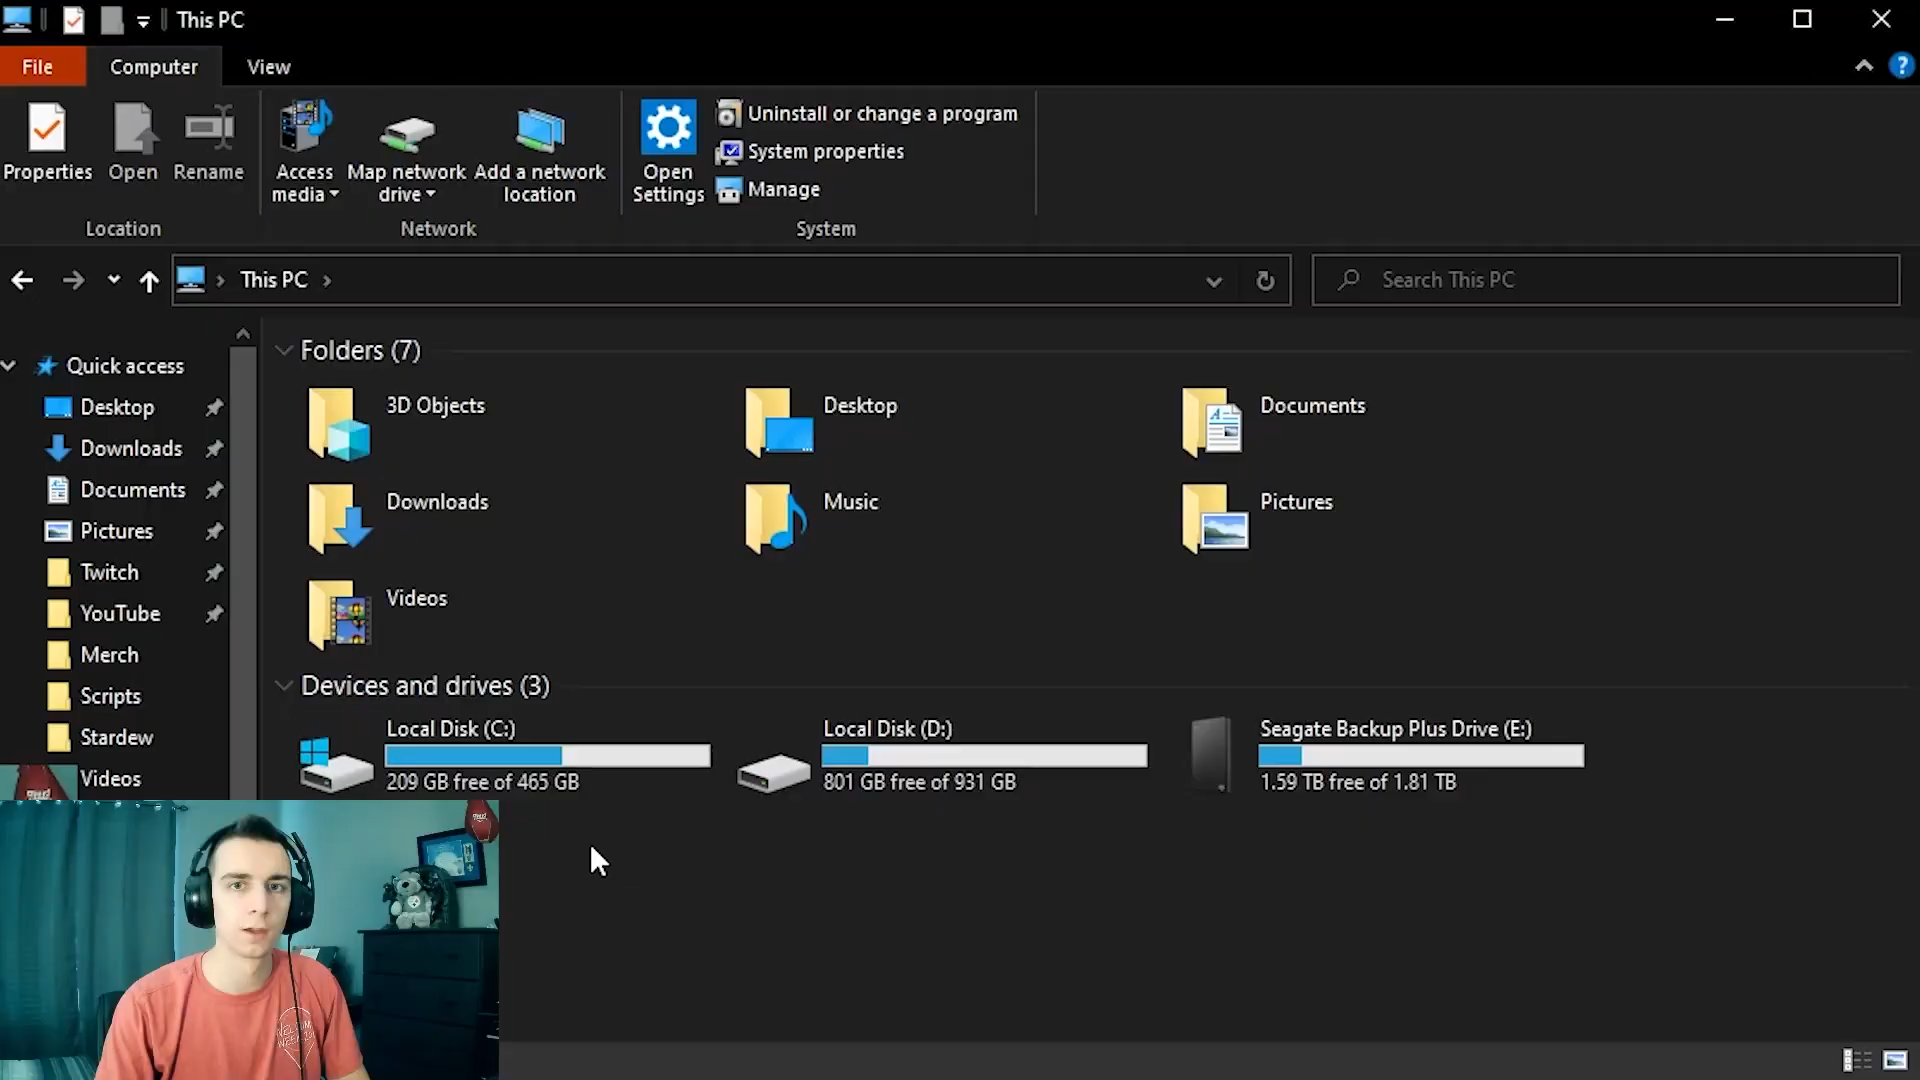 This PC
File
Computer
View
Properties
Open
Rename
Access media
Map network drive
Add a network location
Open Settings
Uninstall or change a program
System properties
Manage
Location
Network
System
This PC
Search This PC
Quick access
Desktop
Downloads
Documents
Pictures
Twitch
YouTube
Merch
Scripts
Stardew
Videos
Folders (7)
3D Objects
Desktop
Documents
Downloads
Music
Pictures
Videos
Devices and drives (3)
Local Disk (C:)
209 GB free of 465 GB
Local Disk (D:)
801 GB free of 931 GB
Seagate Backup Plus Drive (E:)
1.59 TB free of 1.81 TB